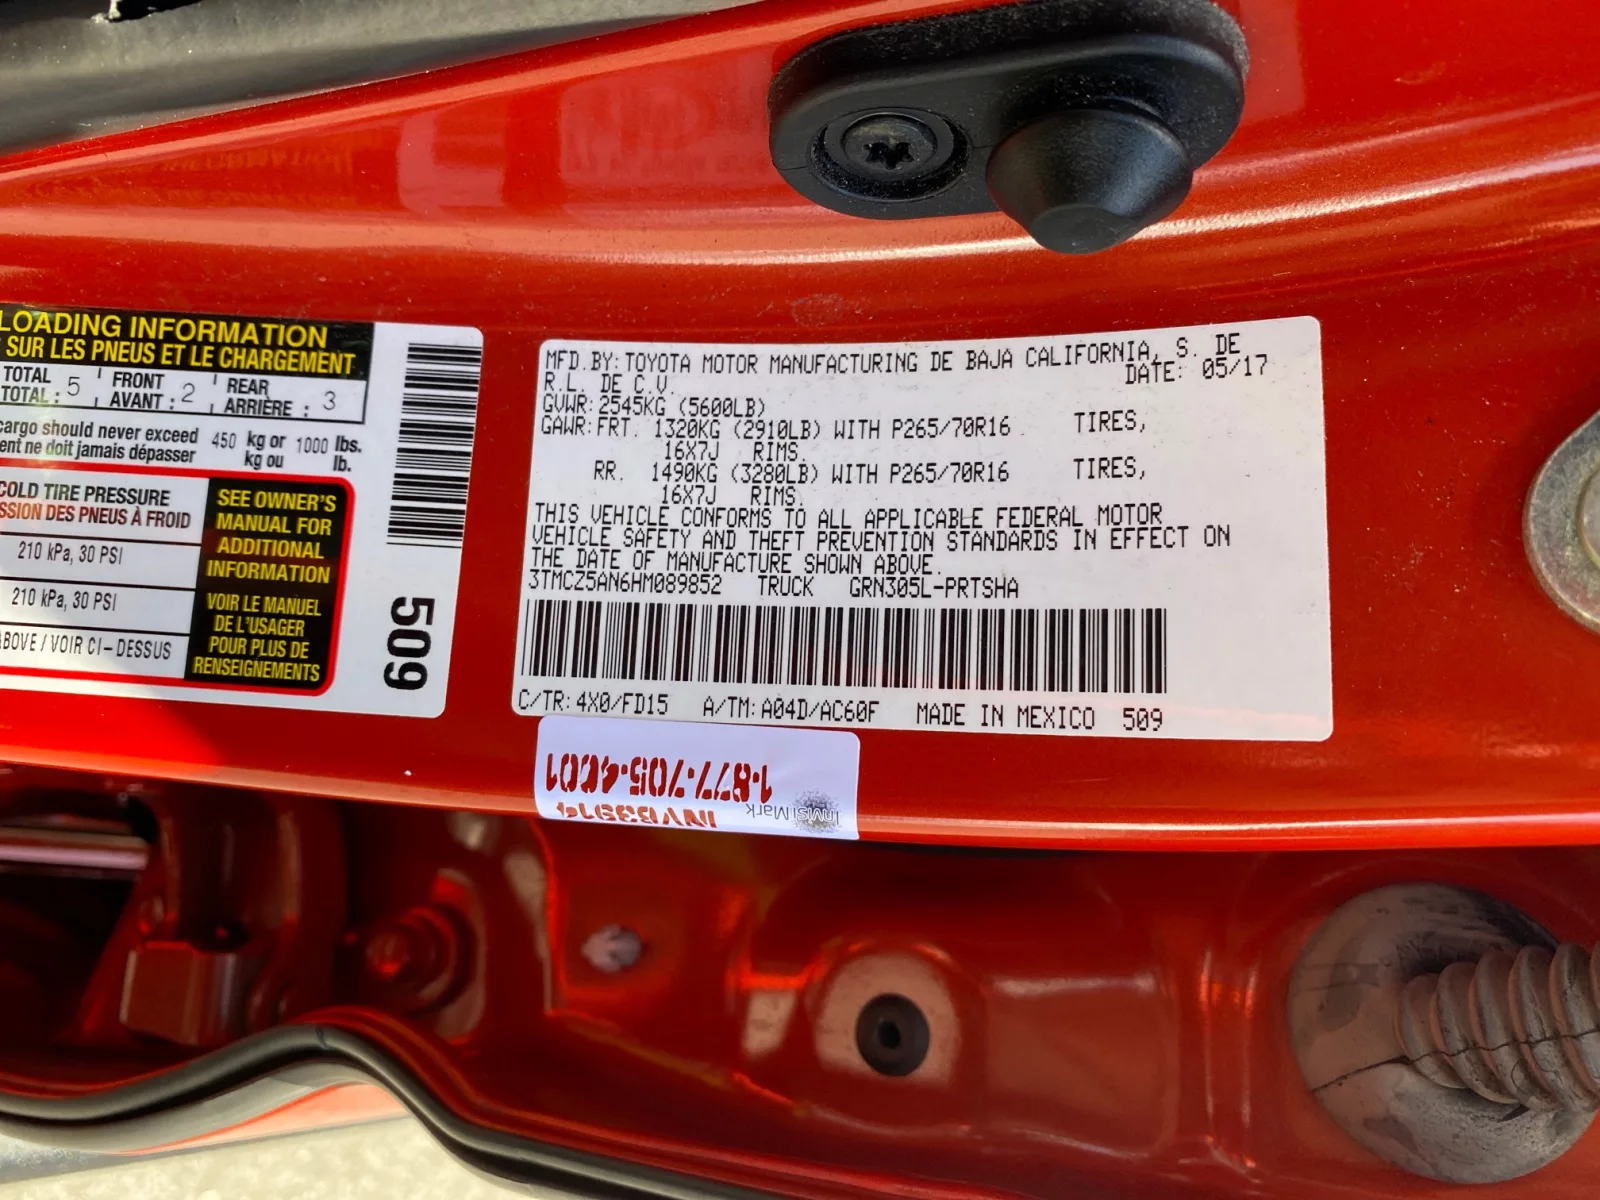 LOADING INFORMATION
SUR LES PNEUS ET LE CHARGEMENT
TOTAL FRONT REAR
TOTAL : 5 AVANT : 2 ARRIÈRE : 3
cargo should never exceed 450 kg or 1000 lbs.
ent ne doit jamais dépasser kg ou lb.
COLD TIRE PRESSURE
SSION DES PNEUS À FROID
210 kPa, 30 PSI
210 kPa, 30 PSI
ABOVE / VOIR CI-DESSUS
SEE OWNER'S
MANUAL FOR
ADDITIONAL
INFORMATION
VOIR LE MANUEL
DE L'USAGER
POUR PLUS DE
RENSEIGNEMENTS
509
MFD.BY: TOYOTA MOTOR MANUFACTURING DE BAJA CALIFORNIA, S. DE
R.L. DE C.V. DATE: 05/17
GVWR: 2545KG (5600LB)
GAWR: FRT. 1320KG (2910LB) WITH P265/70R16 TIRES,
16X7J RIMS.
RR. 1490KG (3280LB) WITH P265/70R16 TIRES,
16X7J RIMS.
THIS VEHICLE CONFORMS TO ALL APPLICABLE FEDERAL MOTOR
VEHICLE SAFETY AND THEFT PREVENTION STANDARDS IN EFFECT ON
THE DATE OF MANUFACTURE SHOWN ABOVE.
3TMCZ5AN6HM089852 TRUCK GRN305L-PRTSHA
C/TR: 4X0/FD15 A/TM: A04D/AC60F MADE IN MEXICO 509
InVisiMark
1-877-705-4001